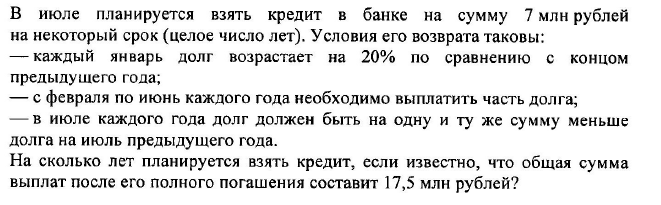 В июле планируется взять кредит в банке на сумму 7 млн рублей
на некоторый срок (целое число лет). Условия его возврата таковы:
— каждый январь долг возрастает на 20% по сравнению с концом
предыдущего года;
— с февраля по июнь каждого года необходимо выплатить часть долга;
— в июле каждого года долг должен быть на одну и ту же сумму меньше
долга на июль предыдущего года.
На сколько лет планируется взять кредит, если известно, что общая сумма
выплат после его полного погашения составит 17,5 млн рублей?